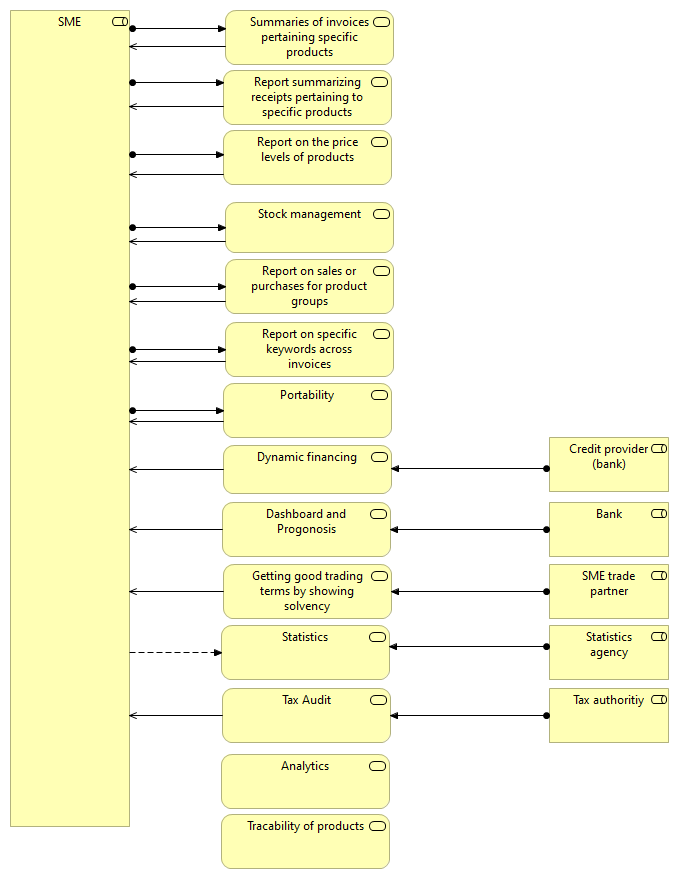 SME
Summaries of invoices
pertaining specific
products
Report summarizing
receipts pertaining to
specific products
Report on the price
levels of products
Stock management
Report on sales or
purchases for product
groups
Report on specific
keywords across
invoices
Portability
Dynamic financing
Credit provider
(bank)
Dashboard and
Progonosis
Bank
Getting good trading
terms by showing
solvency
SME trade
partner
Statistics
Statistics
agency
Tax Audit
Tax authoritiy
Analytics
Tracability of products